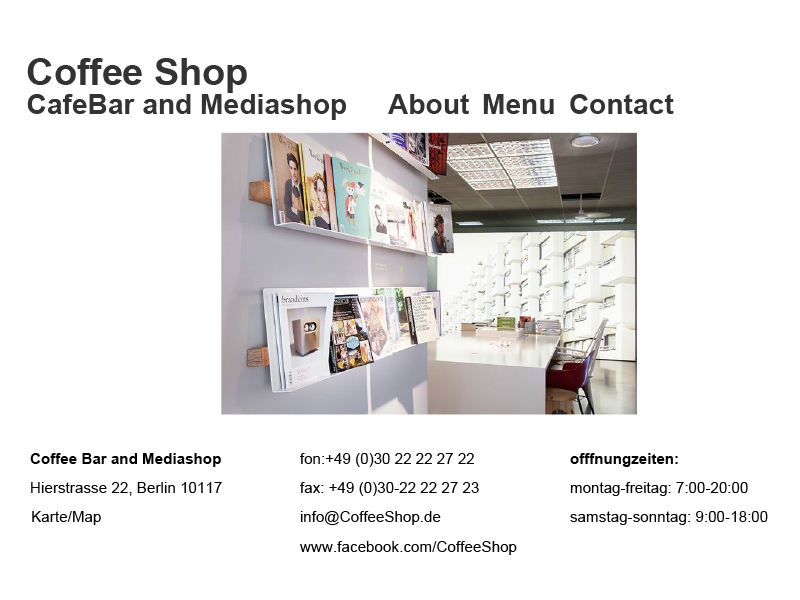 Coffee Shop
CafeBar and Mediashop About Menu Contact
brandeins
Coffee Bar and Mediashop
Hierstrasse 22, Berlin 10117
Karte/Map
fon:+49 (0)30 22 22 27 22
fax: +49 (0)30-22 22 27 23
info@CoffeeShop.de
www.facebook.com/CoffeeShop
offfnungzeiten:
montag-freitag: 7:00-20:00
samstag-sonntag: 9:00-18:00